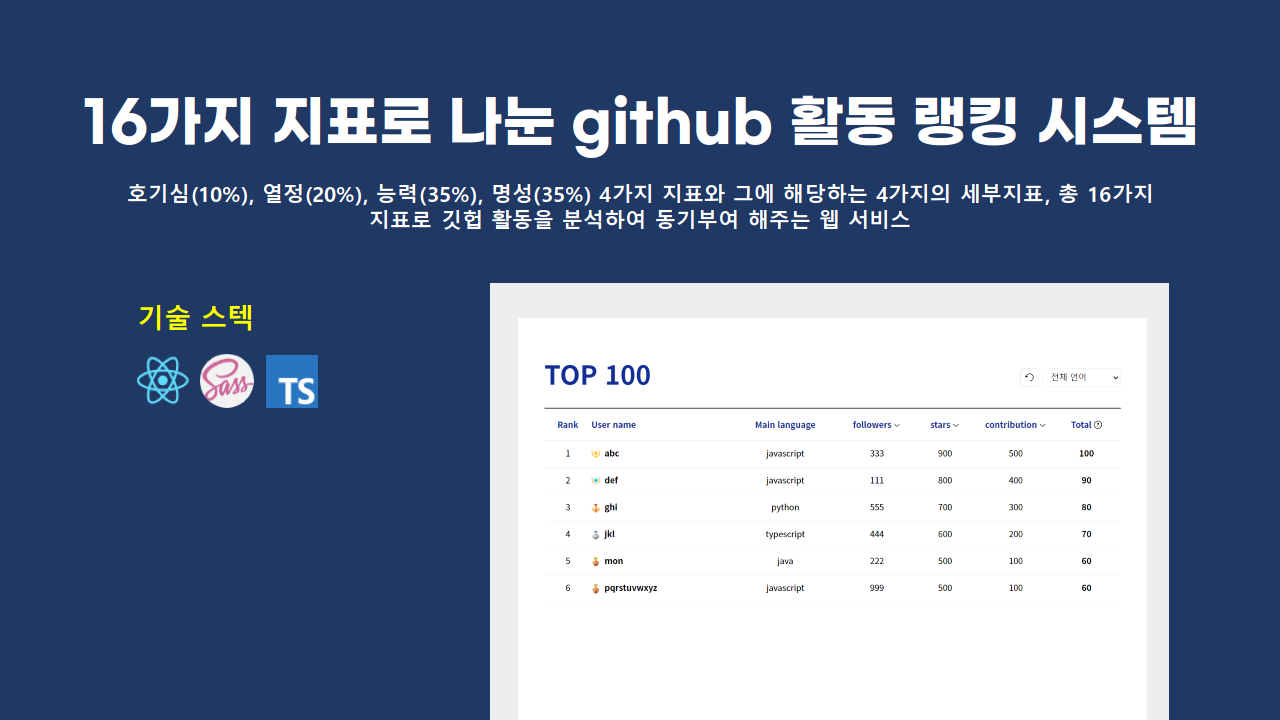 16가지 지표로 나눈 github 활동 랭킹 시스템
호기심(10%), 열정(20%), 능력(35%), 명성(35%) 4가지 지표와 그에 해당하는 4가지의 세부지표, 총 16가지
지표로 깃헙 활동을 분석하여 동기부여 해주는 웹 서비스
기술 스텍
Sass TS
TOP 100
전체 언어
Rank User name Main language followers stars contribution Total
1 abc javascript 333 900 500 100
2 def javascript 111 800 400 90
3 ghi python 555 700 300 80
4 jkl typescript 444 600 200 70
5 mon java 222 500 100 60
6 pqrstuvwxyz javascript 999 500 100 60